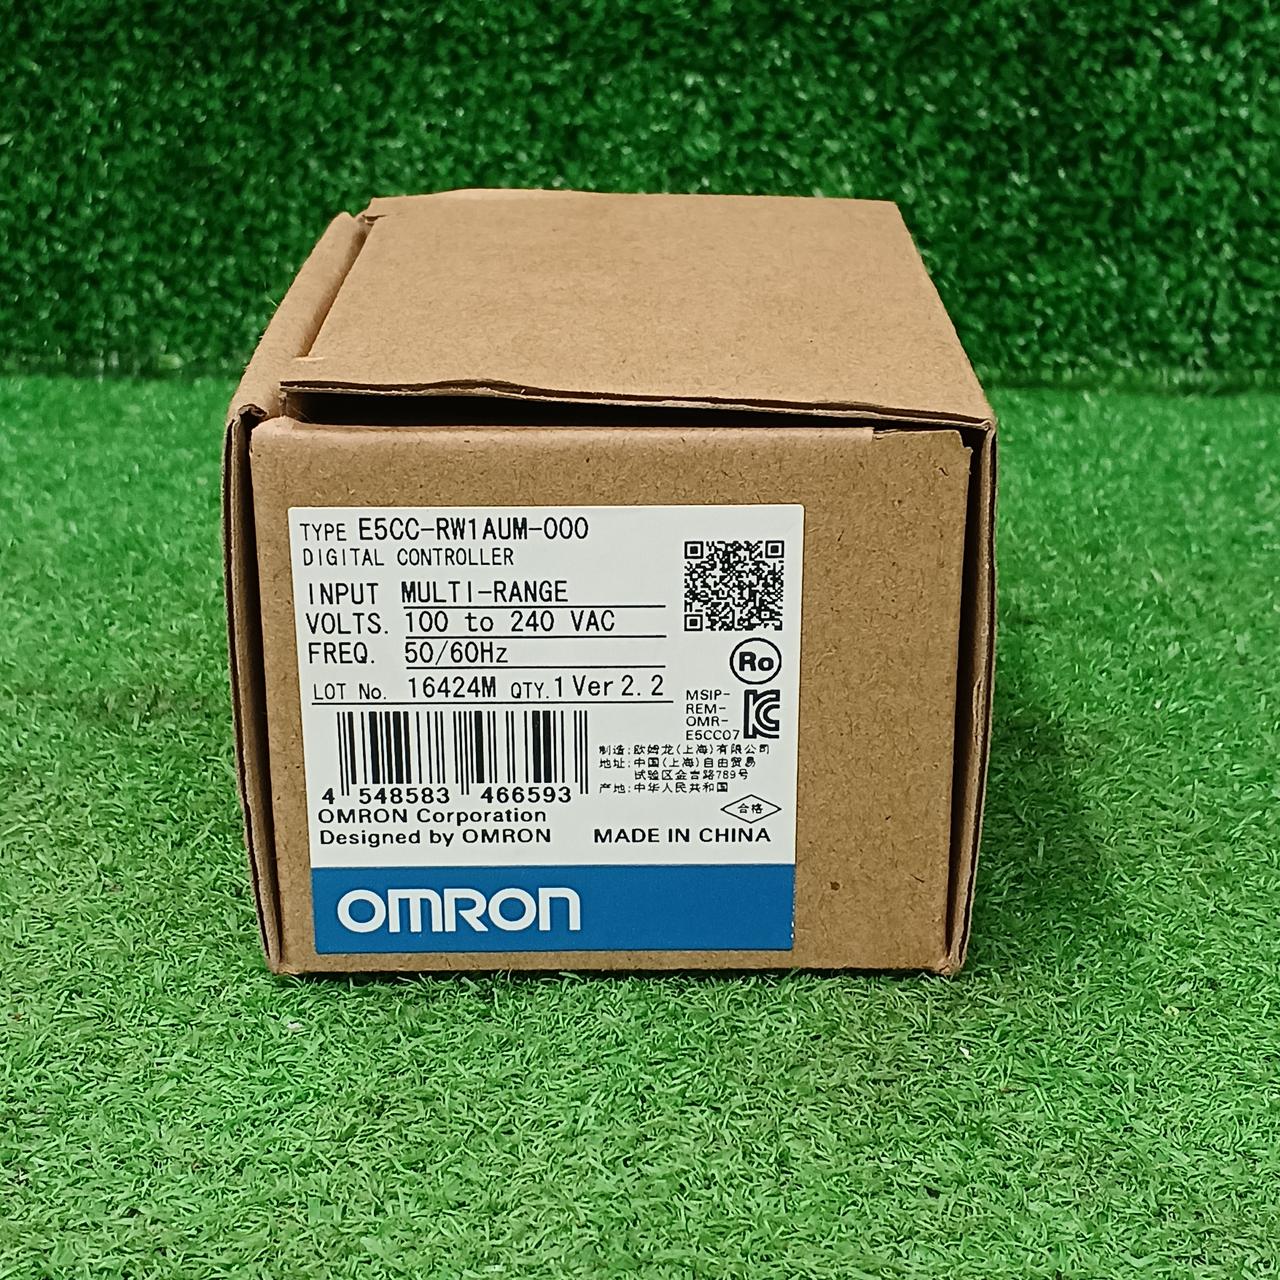 TYPE E5CC-RW1AUM-000
DIGITAL CONTROLLER
INPUT MULTI-RANGE
VOLTS. 100 to 240 VAC
FREQ. 50/60Hz
LOT No. 16424M QTY. 1 Ver 2.2
Ro
MSIP-
REM-
OMR-
E5CC07
制造:欧姆龙(上海)有限公司
地址:中国(上海)自由贸易
试验区金吉路789号
产地:中华人民共和国
合格
4 548583 466593
OMRON Corporation
Designed by OMRON MADE IN CHINA
OMRON